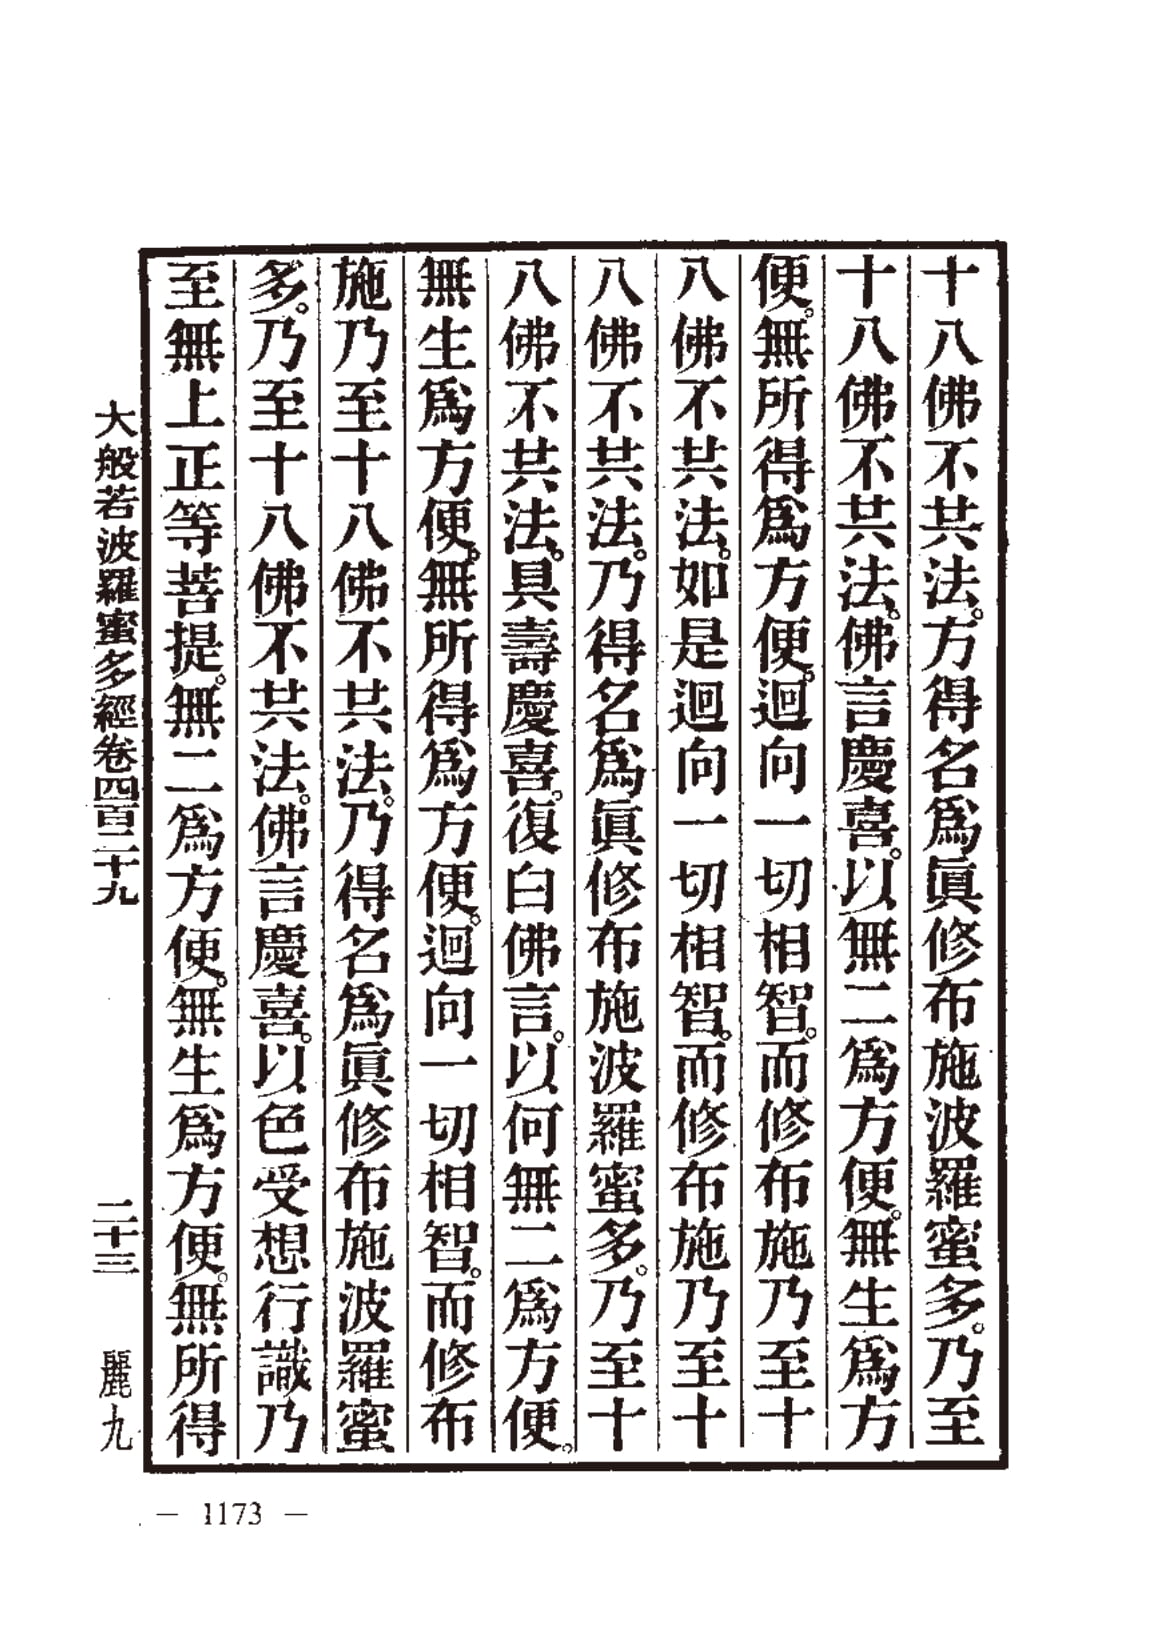 十八佛不共法。方得名爲眞修布施波羅蜜多。乃至
十八佛不共法。佛言慶喜。以無二爲方便。無生爲方
便。無所得爲方便。迴向一切相智。而修布施乃至十
八佛不共法。如是迴向一切相智。而修布施乃至十
八佛不共法。乃得名爲眞修布施波羅蜜多。乃至十
八佛不共法。具壽慶喜。復白佛言。以何無二爲方便。
無生爲方便。無所得爲方便。迴向一切相智。而修布
施乃至十八佛不共法。乃得名爲眞修布施波羅蜜
多。乃至十八佛不共法。佛言慶喜。以色受想行識乃
至無上正等菩提。無二爲方便。無生爲方便。無所得
大般若波羅蜜多經卷四百二十九 二十三 麗九
— 1173 —